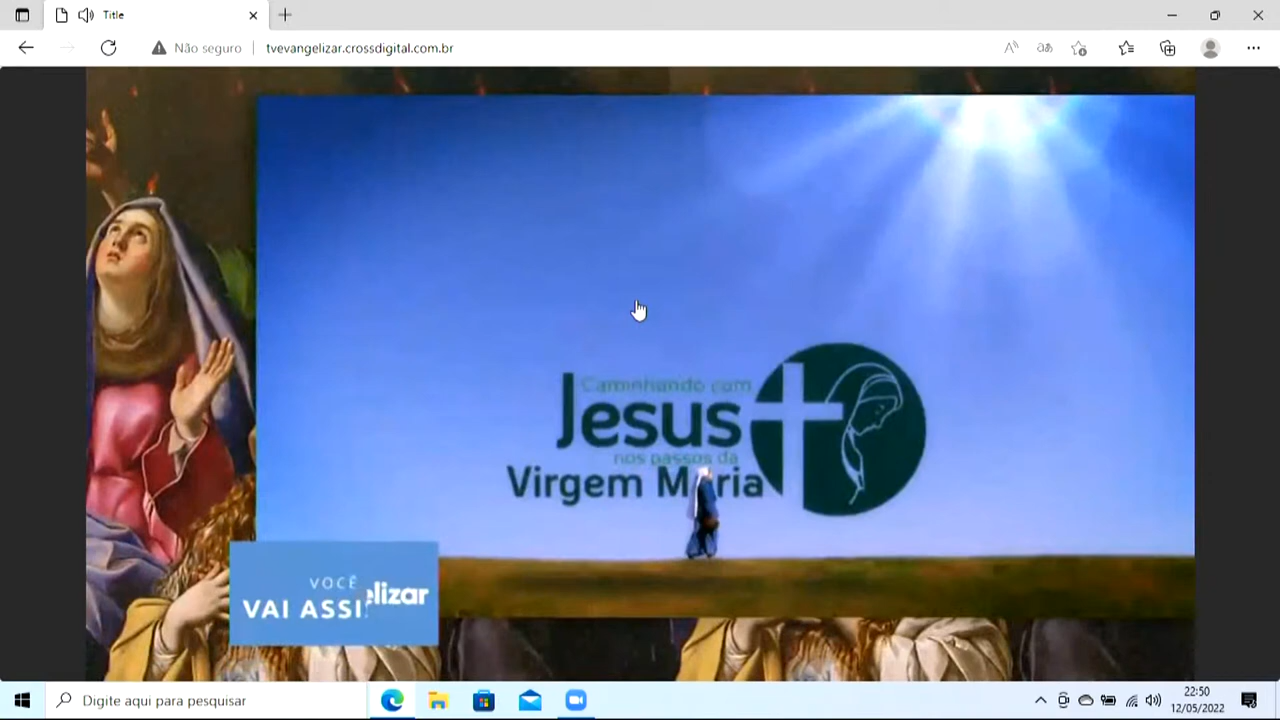 Title
Não seguro
tvevangelizar.crossdigital.com.br
Caminhando com
Jesus
nos passos da
Virgem Maria
VOCÊ
VAI ASSI
elizar
Digite aqui para pesquisar
22:50
12/05/2022